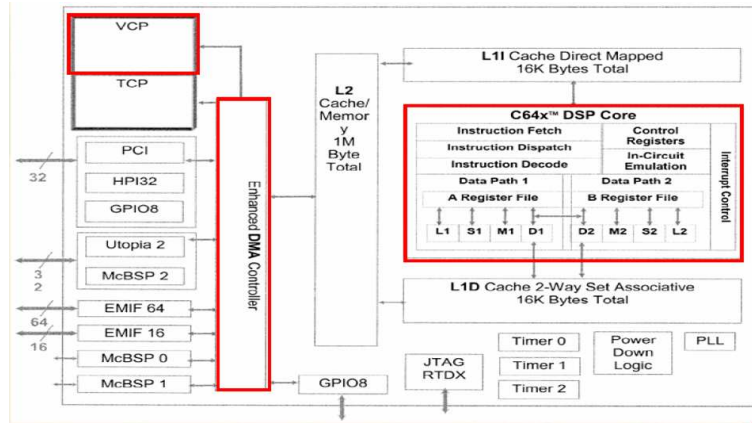 VCP
TCP
PCI
HPI32
GPIO8
32
Utopia 2
McBSP 2
3
2
EMIF 64
64
EMIF 16
16
McBSP 0
McBSP 1
Enhanced DMA Controller
GPIO8
L2
Cache/
Memor
y
1M
Byte
Total
L1I Cache Direct Mapped
16K Bytes Total
C64x™ DSP Core
Instruction Fetch
Instruction Dispatch
Instruction Decode
Control
Registers
In-Circuit
Emulation
Interrupt Control
Data Path 1
A Register File
L1 S1 M1 D1
Data Path 2
B Register File
D2 M2 S2 L2
L1D Cache 2-Way Set Associative
16K Bytes Total
JTAG
RTDX
Timer 0
Timer 1
Timer 2
Power
Down
Logic
PLL